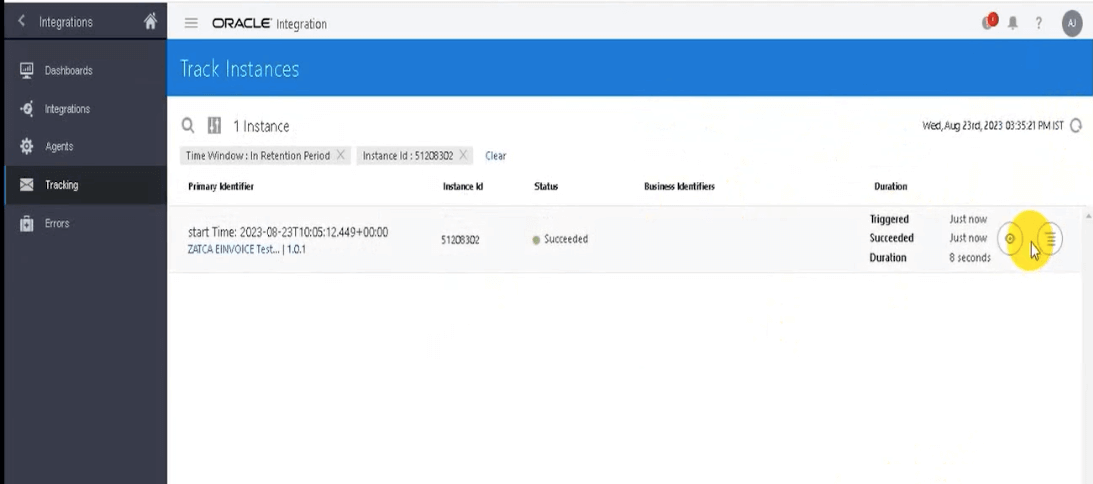 Integrations
ORACLE Integration
AJ
Dashboards
Integrations
Agents
Tracking
Errors
Track Instances
1 Instance
Wed, Aug 23rd, 2023 03:35:21 PM IST
Time Window : In Retention Period
Instance Id : 51208302
Clear
Primary Identifier
Instance Id
Status
Business Identifiers
Duration
start Time: 2023-08-23T10:05:12.449+00:00
ZATCA EINVOICE Test... | 1.0.1
51208302
Succeeded
Triggered Just now
Succeeded Just now
Duration 8 seconds